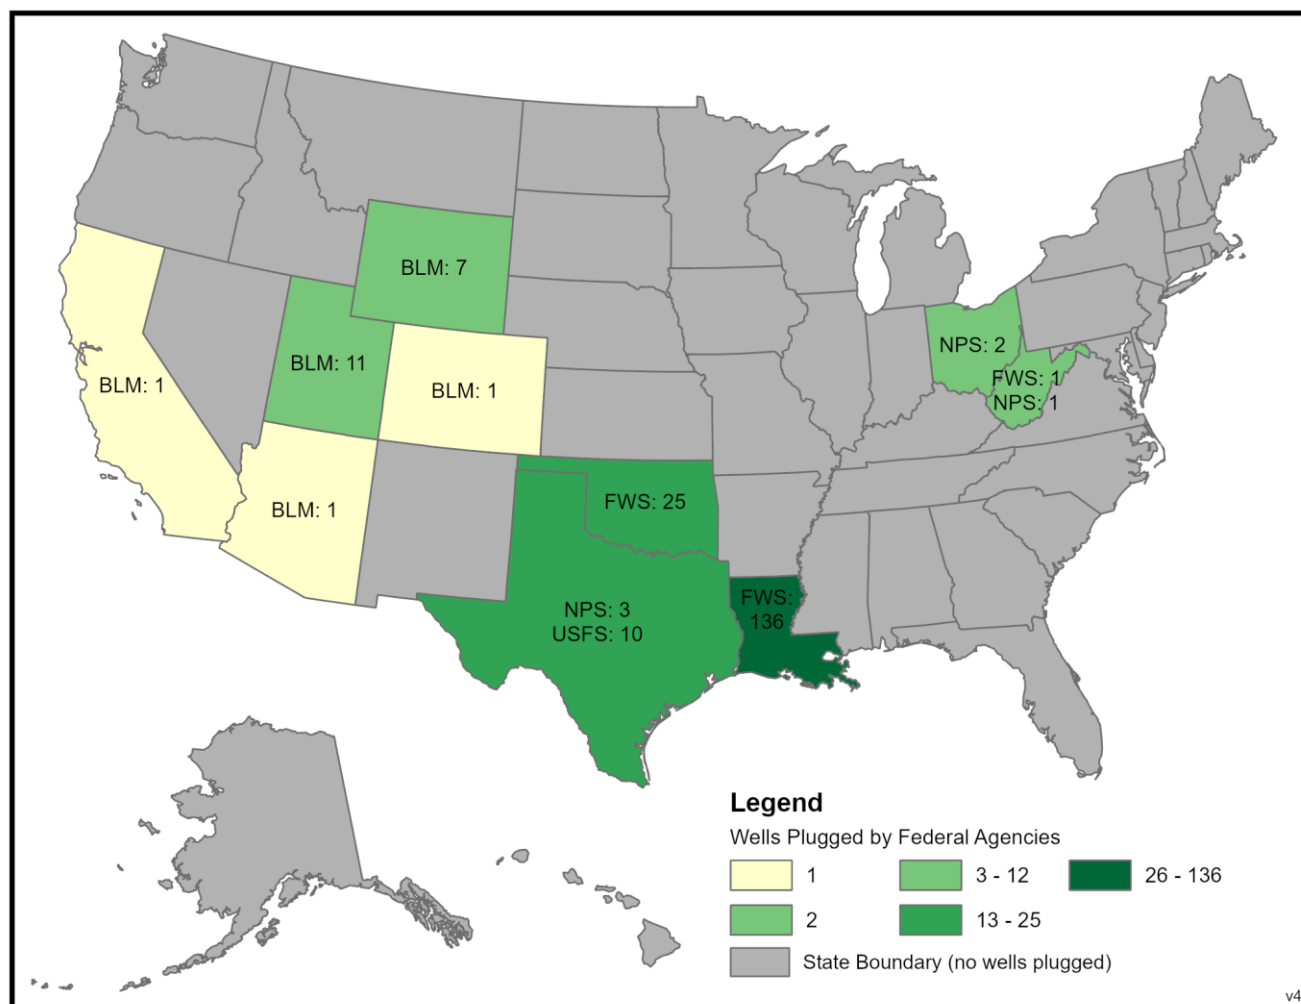 BLM: 7
NPS: 2
BLM: 11
FWS: 1
NPS: 1
BLM: 1
BLM: 1
FWS: 25
BLM: 1
FWS:
136
NPS: 3
USFS: 10
Legend
Wells Plugged by Federal Agencies
1
3 - 12
26 - 136
2
13 - 25
State Boundary (no wells plugged)
v4